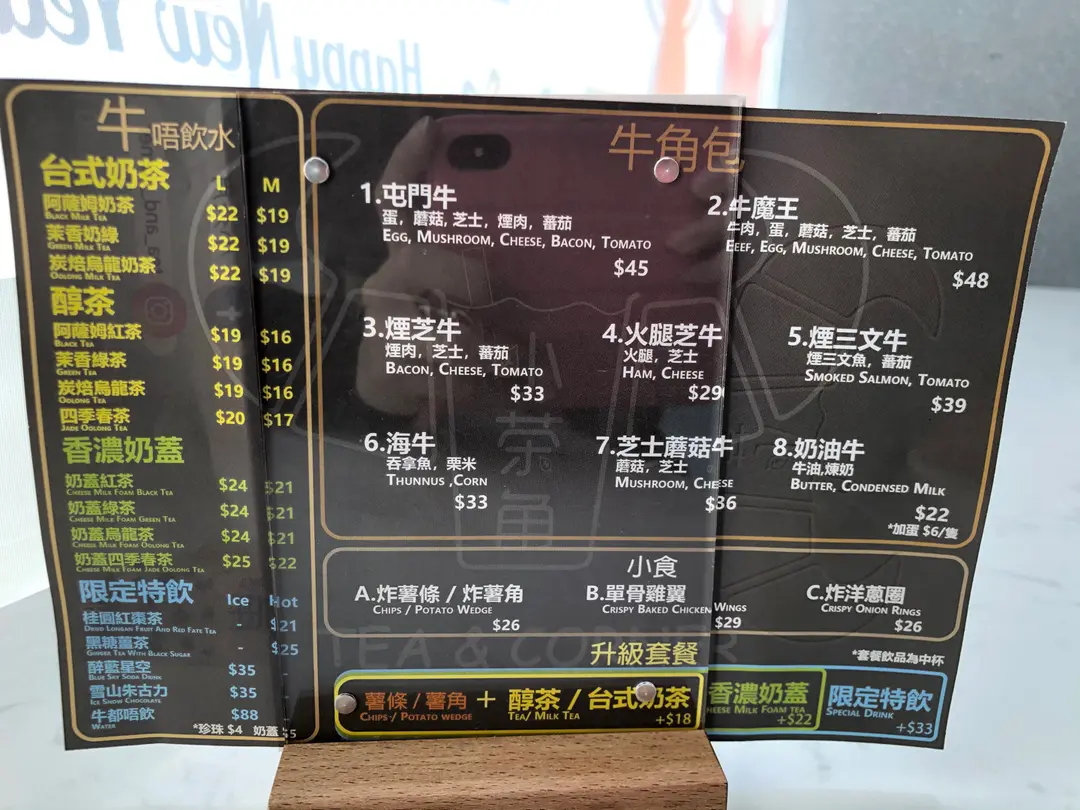 Happy New Year
牛 唔飲水
台式奶茶 L M
阿薩姆奶茶 $22 $19
Black Milk Tea
茉香奶綠 $22 $19
Green Milk Tea
炭焙烏龍奶茶 $22 $19
Oolong Milk Tea
醇茶
阿薩姆紅茶 $19 $16
Black Tea
茉香綠茶 $19 $16
Green Tea
炭焙烏龍茶 $19 $16
Oolong Tea
四季春茶 $20 $17
Jade Oolong Tea
香濃奶蓋
奶蓋紅茶 $24 $21
Cheese Milk Foam Black Tea
奶蓋綠茶 $24 $21
Cheese Milk Foam Green Tea
奶蓋烏龍茶 $24 $21
Cheese Milk Foam Oolong Tea
奶蓋四季春茶 $25 $22
Cheese Milk Foam Jade Oolong Tea
限定特飲 Ice Hot
桂圓紅棗茶 - $21
Dried Longan Fruit And Red Fate Tea
黑糖薑茶 - $25
Ginger Tea With Black Sugar
醉藍星空 $35 -
Blue Sky Soda Drink
雪山朱古力 $35 -
Ice Snow Chocolate
牛都唔飲 $88 -
Water
*珍珠 $4 奶蓋 $5
牛角包
1.屯門牛
蛋，蘑菇，芝士，煙肉，蕃茄
Egg, Mushroom, Cheese, Bacon, Tomato
$45
2.牛魔王
牛肉，蛋，蘑菇，芝士，蕃茄
Beef, Egg, Mushroom, Cheese, Tomato
$48
3.煙芝牛
煙肉，芝士，蕃茄
Bacon, Cheese, Tomato
$33
4.火腿芝牛
火腿，芝士
Ham, Cheese
$29
5.煙三文牛
煙三文魚，蕃茄
Smoked Salmon, Tomato
$39
6.海牛
吞拿魚，栗米
Thunnus ,Corn
$33
7.芝士蘑菇牛
蘑菇，芝士
Mushroom, Cheese
$36
8.奶油牛
牛油,煉奶
Butter, Condensed Milk
$22
*加蛋 $6/隻
小茶角
小食
A.炸薯條 / 炸薯角
Chips / Potato Wedge
$26
B.單骨雞翼
Crispy Baked Chicken Wings
$29
C.炸洋蔥圈
Crispy Onion Rings
$26
TEA & CORNER
升級套餐
*套餐飲品為中杯
薯條 / 薯角 + 醇茶 / 台式奶茶
Chips / Potato wedge Tea/ Milk Tea
+$18
香濃奶蓋
Cheese Milk Foam tea
+$22
限定特飲
Special Drink
+$33